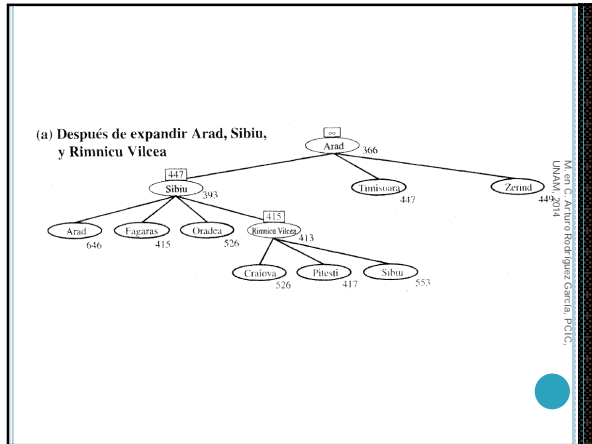 (a) Después de expandir Arad, Sibiu,
y Rimnicu Vilcea
∞
Arad
366
447
Sibiu
393
Timisoara
447
Zerind
449
Arad
646
Fagaras
415
Oradea
526
415
Rimnicu Vilcea
413
Craiova
526
Pitesti
417
Sibiu
553
M. en C. Arturo Rodríguez García, PCIC,
UNAM, 2014